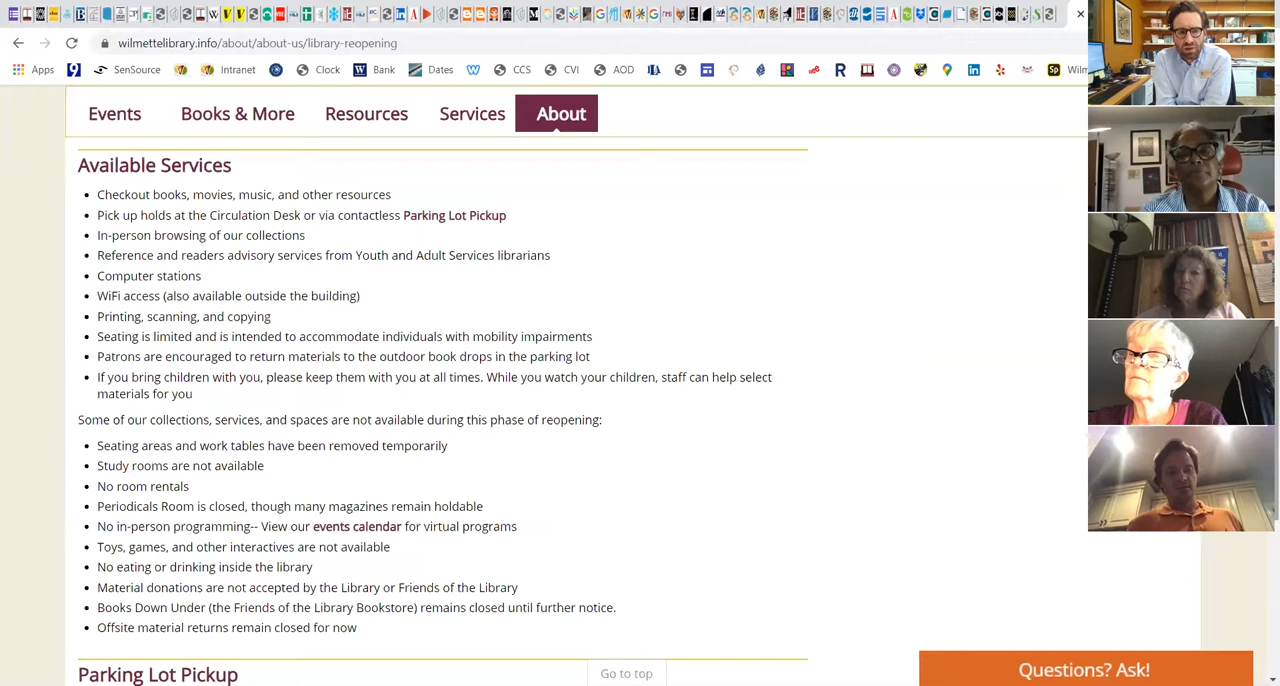 wilmettelibrary.info/about/about-us/library-reopening
Apps SenSource Intranet Clock Bank Dates CCS CVI AOD Wilm
Events Books & More Resources Services About
Available Services
• Checkout books, movies, music, and other resources
• Pick up holds at the Circulation Desk or via contactless Parking Lot Pickup
• In-person browsing of our collections
• Reference and readers advisory services from Youth and Adult Services librarians
• Computer stations
• WiFi access (also available outside the building)
• Printing, scanning, and copying
• Seating is limited and is intended to accommodate individuals with mobility impairments
• Patrons are encouraged to return materials to the outdoor book drops in the parking lot
• If you bring children with you, please keep them with you at all times. While you watch your children, staff can help select
materials for you
Some of our collections, services, and spaces are not available during this phase of reopening:
• Seating areas and work tables have been removed temporarily
• Study rooms are not available
• No room rentals
• Periodicals Room is closed, though many magazines remain holdable
• No in-person programming-- View our events calendar for virtual programs
• Toys, games, and other interactives are not available
• No eating or drinking inside the library
• Material donations are not accepted by the Library or Friends of the Library
• Books Down Under (the Friends of the Library Bookstore) remains closed until further notice.
• Offsite material returns remain closed for now
Parking Lot Pickup
Go to top
Questions? Ask!